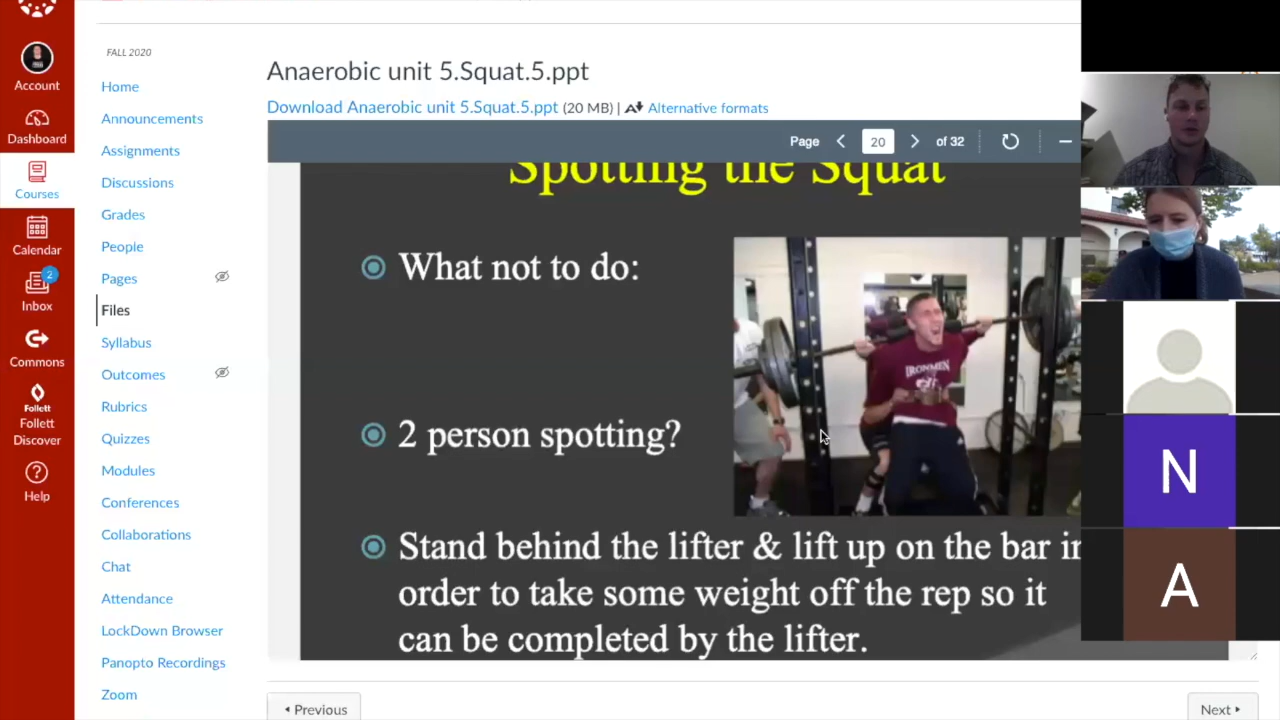 FALL 2020
Account
Dashboard
Courses
Calendar
2
Inbox
Commons
Follett
Follett
Discover
Help
Home
Announcements
Assignments
Discussions
Grades
People
Pages
Files
Syllabus
Outcomes
Rubrics
Quizzes
Modules
Conferences
Collaborations
Chat
Attendance
LockDown Browser
Panopto Recordings
Zoom
Anaerobic unit 5.Squat.5.ppt
Download Anaerobic unit 5.Squat.5.ppt (20 MB) | Alternative formats
Page 20 of 32
Spotting the Squat
What not to do:
IRONMEN
2 person spotting?
Stand behind the lifter & lift up on the bar in
order to take some weight off the rep so it
can be completed by the lifter.
Previous
Next
N
A